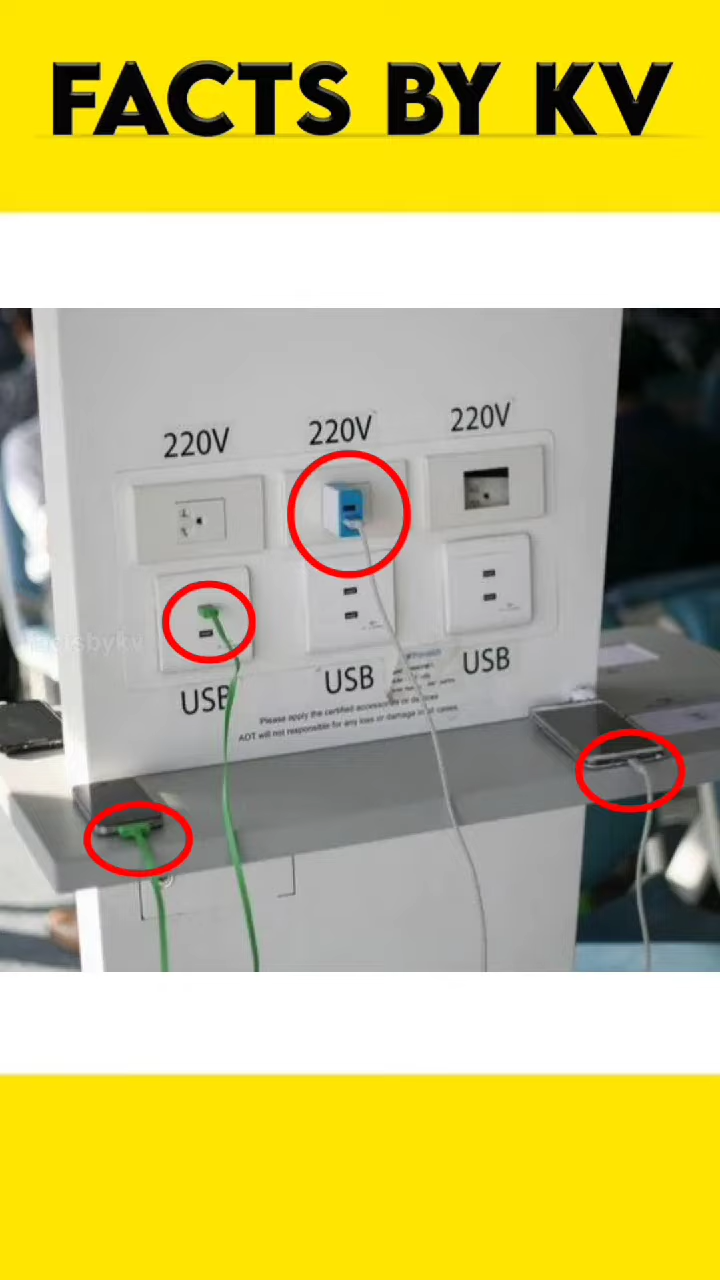 FACTS BY KV
220V
220V
220V
USB
USB
USB
Please apply the certified accessories or devices
AOT will not responsible for any loss or damage in all cases
factsbykv